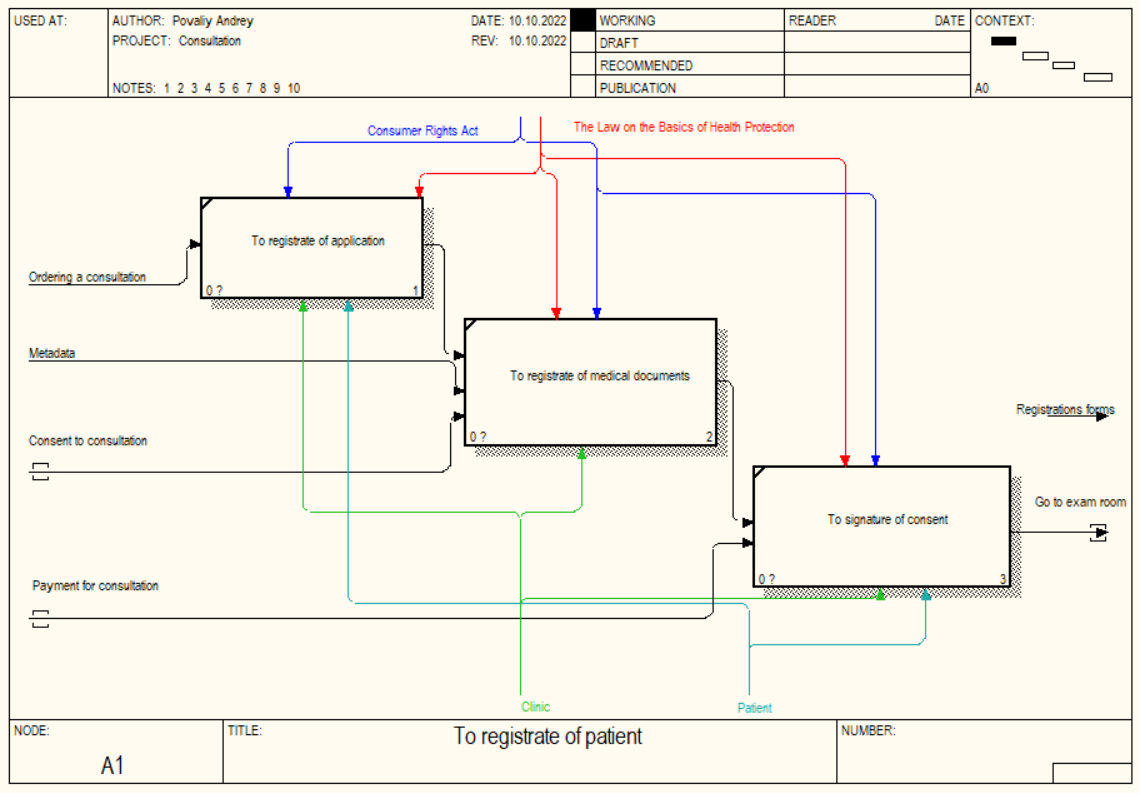 USED AT:
AUTHOR: Povaliy Andrey
DATE: 10.10.2022
PROJECT: Consultation
REV: 10.10.2022
NOTES: 1 2 3 4 5 6 7 8 9 10
WORKING
DRAFT
RECOMMENDED
PUBLICATION
READER
DATE
CONTEXT:
A0
Consumer Rights Act
The Law on the Basics of Health Protection
To registrate of application
0 ?
1
Ordering a consultation
Metadata
To registrate of medical documents
0 ?
2
Consent to consultation
Registrations forms
Go to exam room
To signature of consent
0 ?
3
Payment for consultation
Clinic
Patient
NODE:
A1
TITLE:
To registrate of patient
NUMBER: